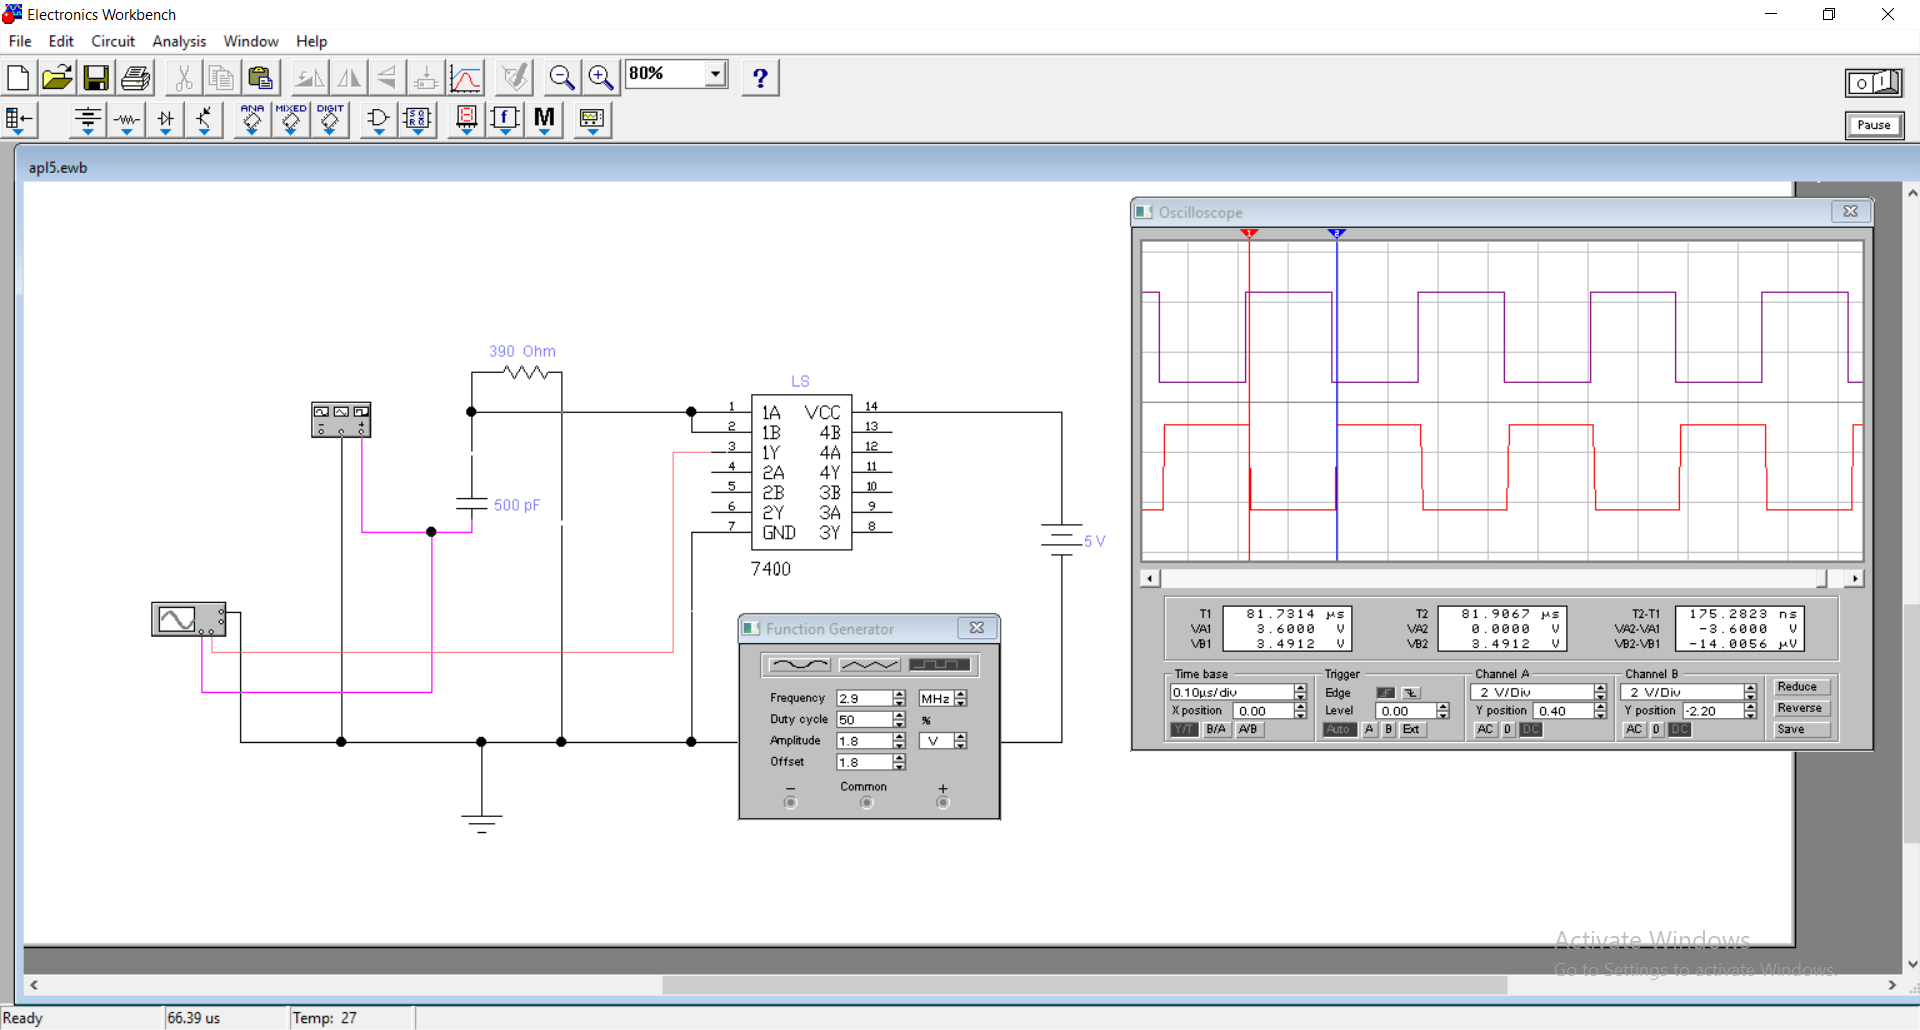 Electronics Workbench
File Edit Circuit Analysis Window Help
80%
?
Pause
ANA MIXED DIGIT
M
apl5.ewb
Oscilloscope
1 2
390 Ohm
LS
1 1A VCC 14
2 1B 4B 13
3 1Y 4A 12
4 2A 4Y 11
5 2B 3B 10
6 2Y 3A 9
7 GND 3Y 8
7400
500 pF
5 V
T1 81.7314 µs T2 81.9067 µs T2-T1 175.2823 ns
VA1 3.6000 V VA2 0.0000 V VA2-VA1 -3.6000 V
VB1 3.4912 V VB2 3.4912 V VB2-VB1 -14.0056 µV
Time base Trigger Channel A Channel B
0.10µs/div Edge 2 V/Div 2 V/Div Reduce
X position 0.00 Level 0.00 Y position 0.40 Y position -2.20 Reverse
Y/T B/A A/B Auto A B Ext AC 0 DC AC 0 DC Save
Function Generator
Frequency 2.9 MHz
Duty cycle 50 %
Amplitude 1.8 V
Offset 1.8
- Common +
Activate Windows
Go to Settings to activate Windows.
Ready 66.39 us Temp: 27